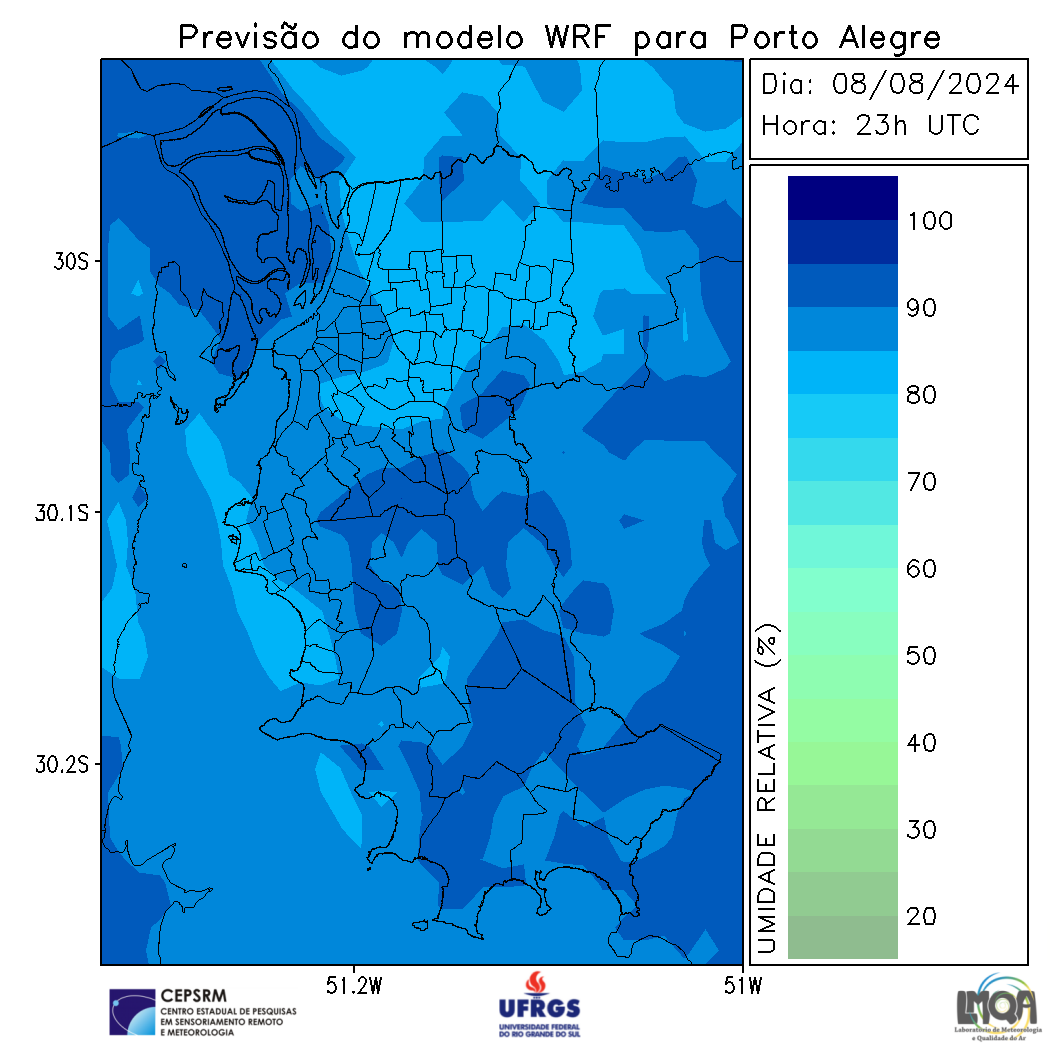 Previsão do modelo WRF para Porto Alegre
Dia: 08/08/2024
Hora: 23h UTC
100
90
80
70
60
50
40
30
20
UMIDADE RELATIVA (%)
30S
30.1S
30.2S
51.2W
51W
CEPSRM
CENTRO ESTADUAL DE PESQUISAS
EM SENSORIAMENTO REMOTO
E METEOROLOGIA
UFRGS
UNIVERSIDADE FEDERAL
DO RIO GRANDE DO SUL
LMQA
Laboratório de Meteorologia
e Qualidade do Ar